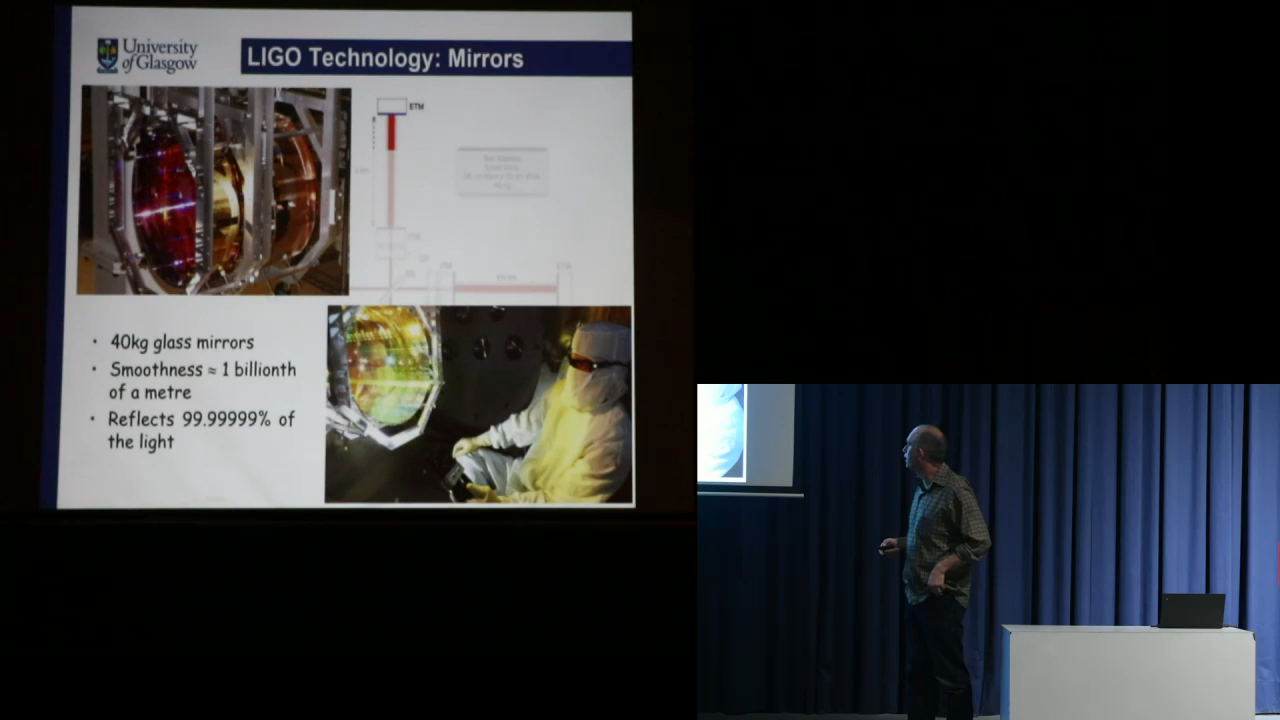 University
of Glasgow
LIGO Technology: Mirrors
ETM
• 40kg glass mirrors
• Smoothness ≈ 1 billionth
of a metre
• Reflects 99.99999% of
the light